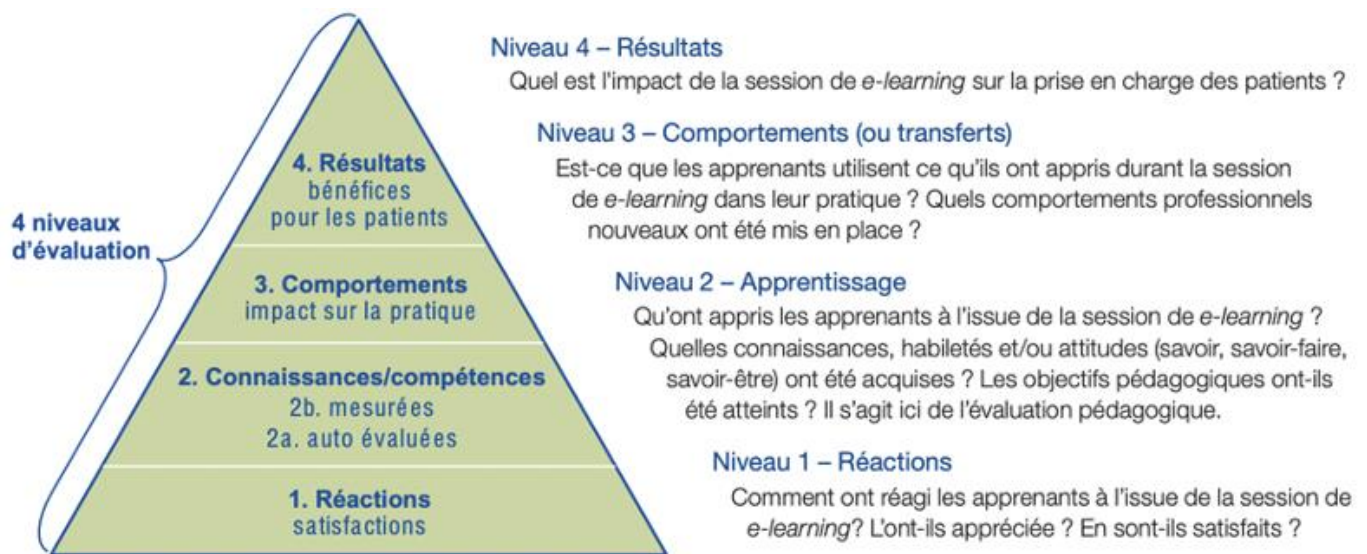 4 niveaux
d'évaluation
4. Résultats
bénéfices
pour les patients
3. Comportements
impact sur la pratique
2. Connaissances/compétences
2b. mesurées
2a. auto évaluées
1. Réactions
satisfactions
Niveau 4 – Résultats
Quel est l'impact de la session de e-learning sur la prise en charge des patients ?
Niveau 3 – Comportements (ou transferts)
Est-ce que les apprenants utilisent ce qu'ils ont appris durant la session
de e-learning dans leur pratique ? Quels comportements professionnels
nouveaux ont été mis en place ?
Niveau 2 – Apprentissage
Qu'ont appris les apprenants à l'issue de la session de e-learning ?
Quelles connaissances, habiletés et/ou attitudes (savoir, savoir-faire,
savoir-être) ont été acquises ? Les objectifs pédagogiques ont-ils
été atteints ? Il s'agit ici de l'évaluation pédagogique.
Niveau 1 – Réactions
Comment ont réagi les apprenants à l'issue de la session de
e-learning? L'ont-ils appréciée ? En sont-ils satisfaits ?